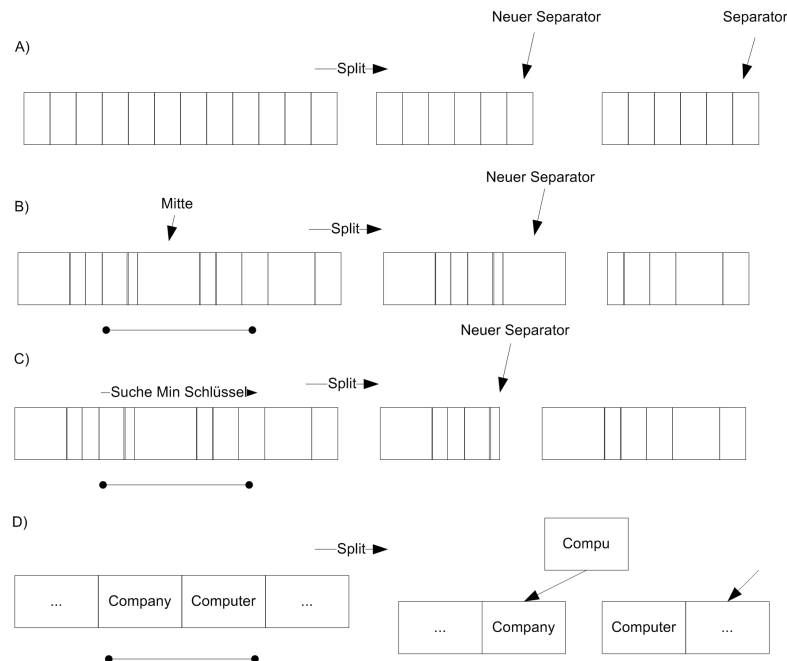 Neuer Separator
Separator
A)
Split
Neuer Separator
B)
Mitte
Split
Neuer Separator
C)
Suche Min Schlüssel
Split
D)
Split
Compu
... Company Computer ...
... Company
Computer ...